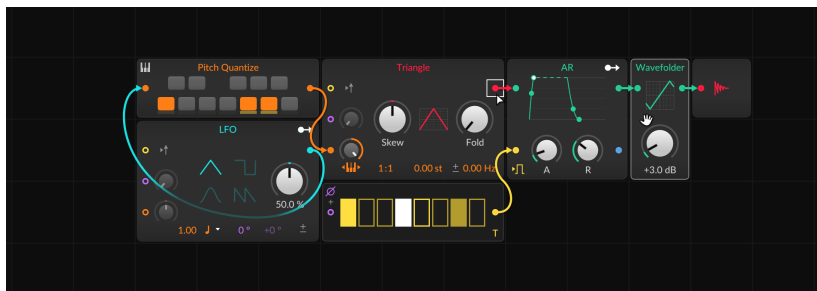 Pitch Quantize
Triangle
AR
Wavefolder
LFO
Skew
Fold
1:1
0.00 st
± 0.00 Hz
A
R
+3.0 dB
50.0 %
1.00
0 °
+0 °
±
T